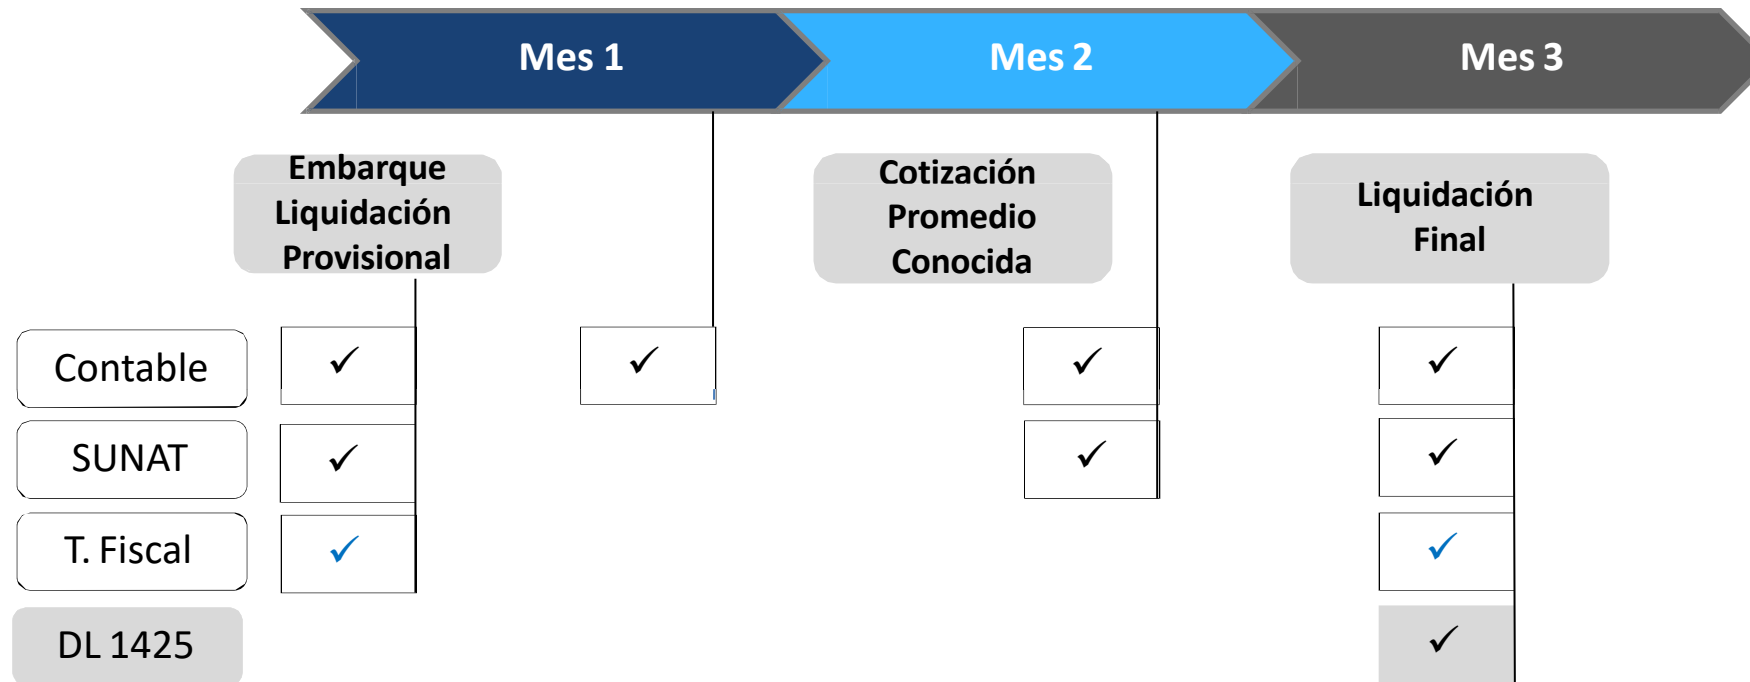 Mes 1
Mes 2
Mes 3
Embarque
Liquidación
Provisional
Cotización
Promedio
Conocida
Liquidación
Final
Contable ✓ ✓ ✓ ✓
SUNAT ✓ ✓ ✓
T. Fiscal ✓ ✓
DL 1425 ✓